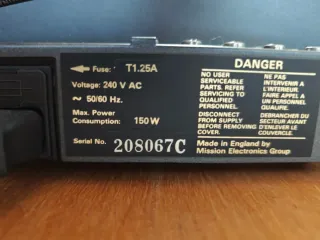 Fuse: T1.25A
Voltage: 240 V AC
~ 50/60 Hz.
Max. Power
Consumption: 150W
Serial No. 208067C
DANGER
NO USER
SERVICEABLE
PARTS. REFER
SERVICING TO
QUALIFIED
PERSONNEL.
DISCONNECT
FROM SUPPLY
BEFORE REMOVING
COVER.
NE PAS
INTERVENIR A
L'INTERIEUR.
FAIRE APPEL A
UN PERSONNEL
QUALIFIE.
DEBRANCHER DU
SECTEUR AVANT
D'ENLEVER LE
COUVERCLE.
Made in England by
Mission Electronics Group